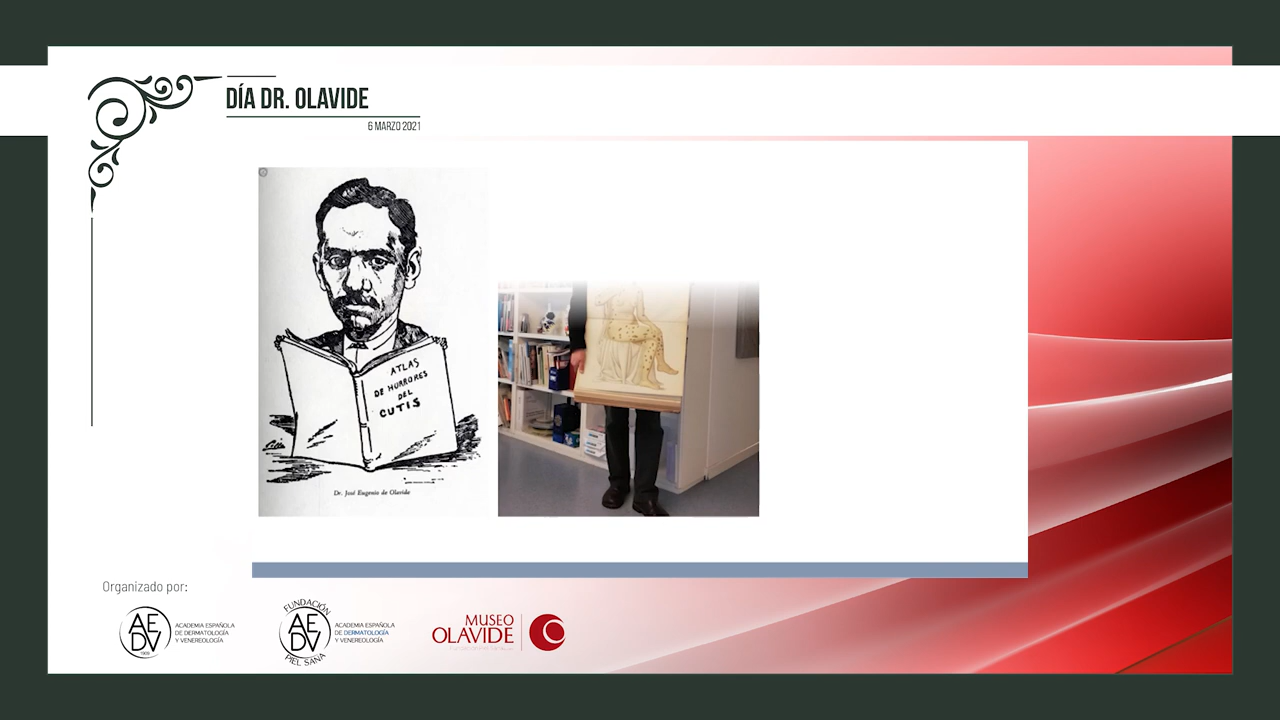 DÍA DR. OLAVIDE
6 MARZO 2021
ATLAS
DE HORRORES
DEL
CUTIS
Dr. José Eugenio de Olavide
Organizado por:
AEDV
1909
ACADEMIA ESPAÑOLA
DE DERMATOLOGÍA
Y VENEREOLOGÍA
FUNDACIÓN
AEDV
PIEL SANA
ACADEMIA ESPAÑOLA
DE DERMATOLOGÍA
Y VENEREOLOGÍA
MUSEO
OLAVIDE